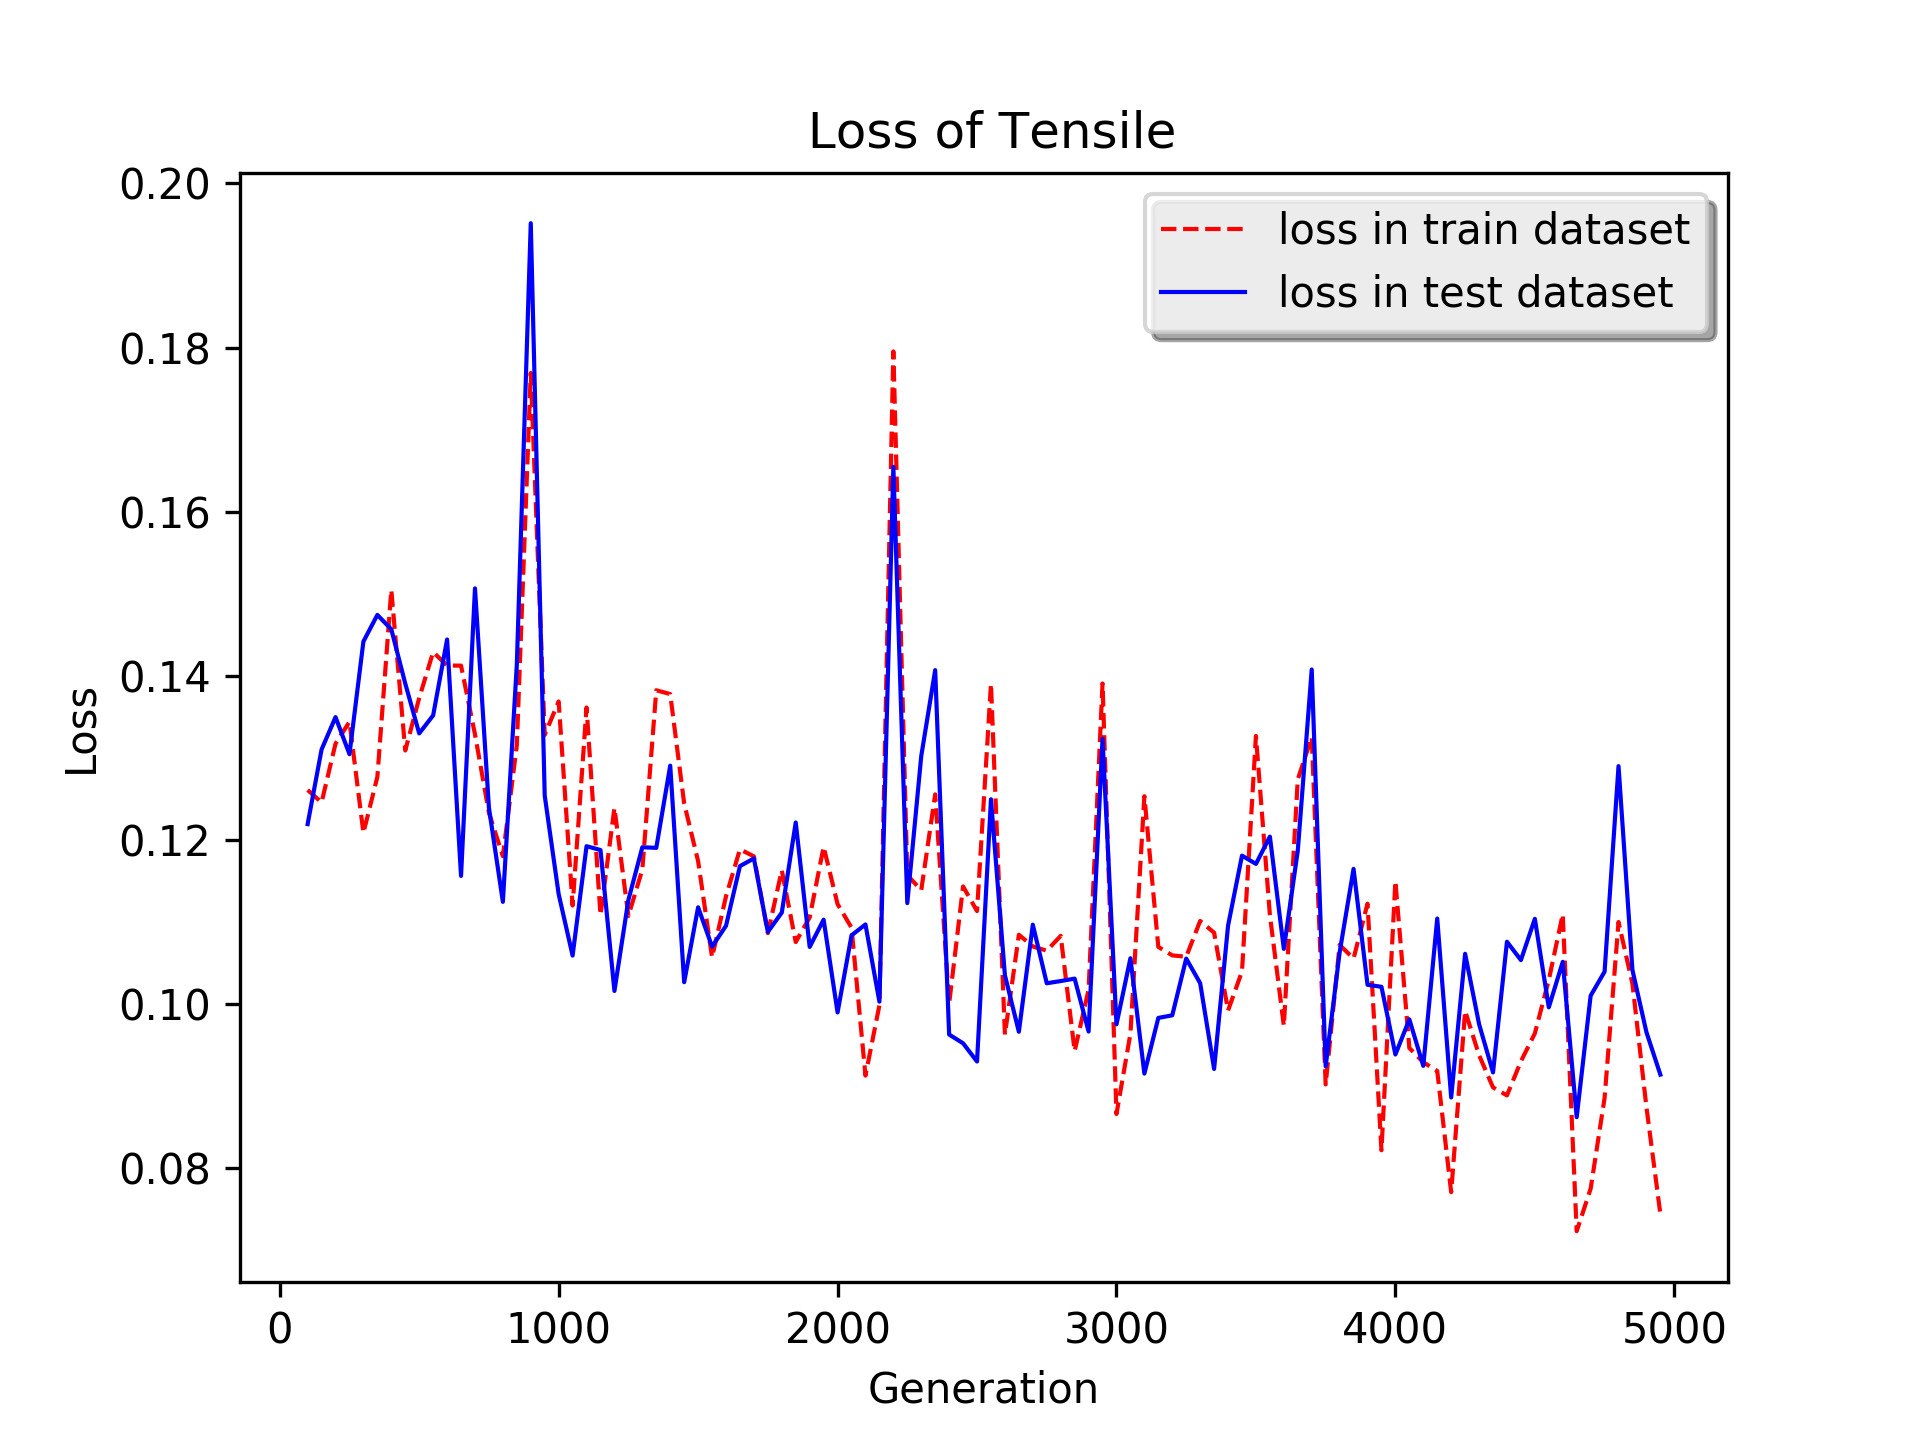 Loss of Tensile
loss in train dataset
loss in test dataset
0.20
0.18
0.16
0.14
0.12
0.10
0.08
Loss
0
1000
2000
3000
4000
5000
Generation